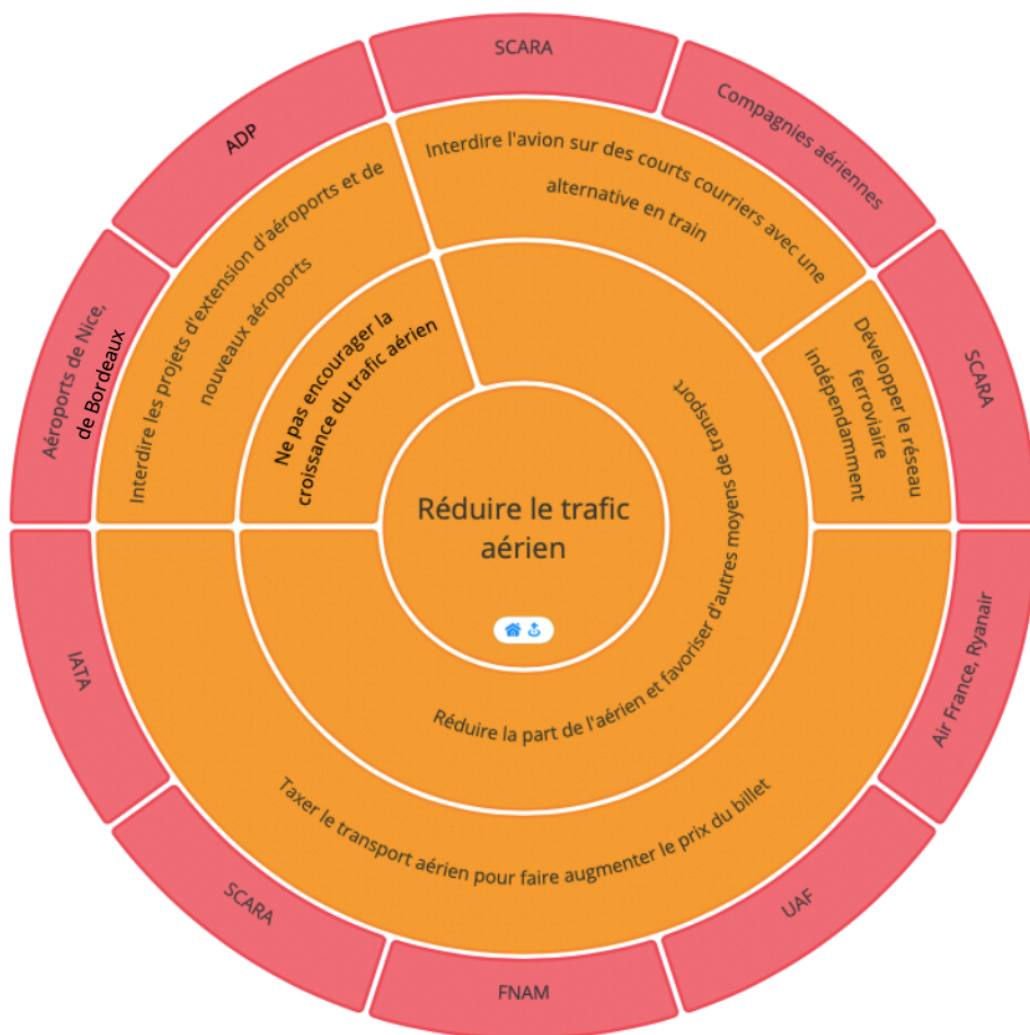 SCARA
Compagnies aériennes
SCARA
Air France, Ryanair
UAF
FNAM
SCARA
IATA
Aéroports de Nice,
de Bordeaux
ADP
Interdire l'avion sur des courts courriers avec une
alternative en train
Développer le réseau
ferroviaire
indépendamment
Taxer le transport aérien pour faire augmenter le prix du billet
Interdire les projets d'extension d'aéroports et de
nouveaux aéroports
Ne pas encourager la
croissance du trafic aérien
Réduire la part de l'aérien et favoriser d'autres moyens de transport
Réduire le trafic
aérien